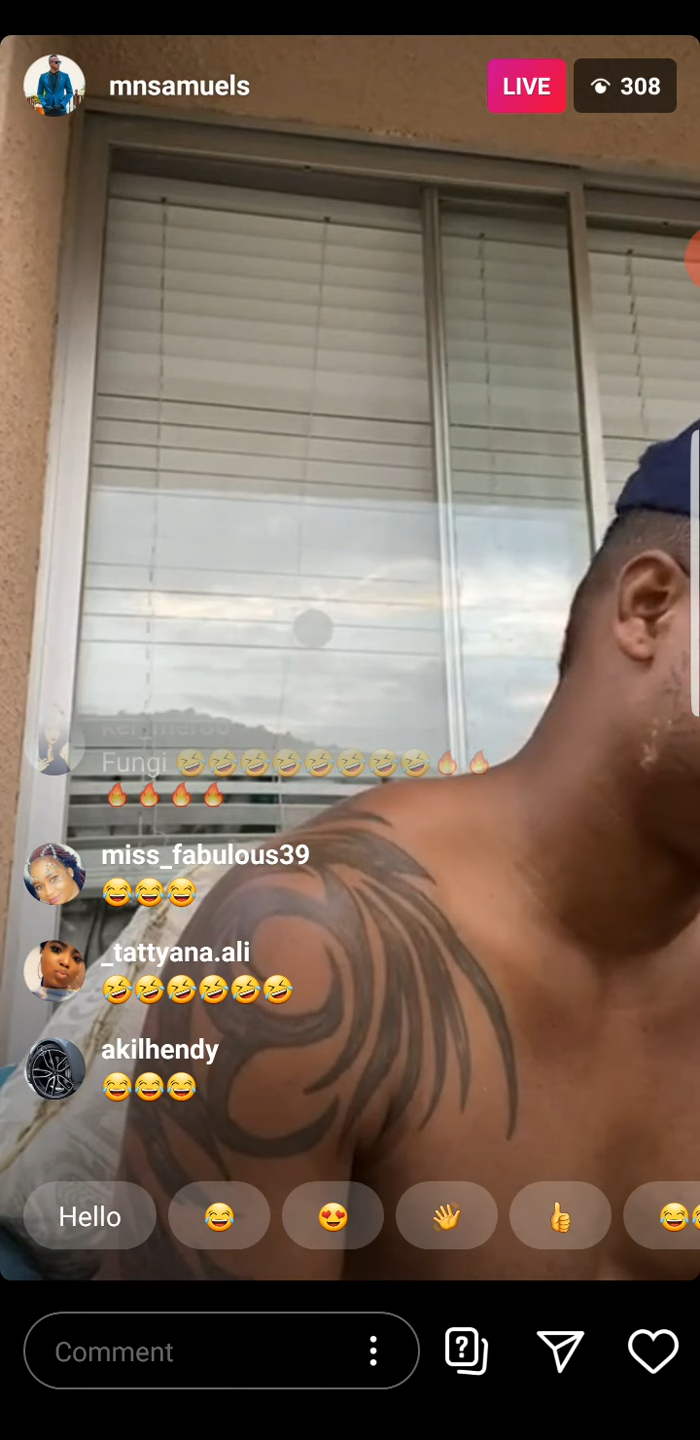 mnsamuels
LIVE
308
Fungi 🤣🤣🤣🤣🤣🤣🤣🤣🔥🔥
🔥🔥🔥🔥
miss_fabulous39
😂😂😂
_tattyana.ali
🤣🤣🤣🤣🤣🤣
akilhendy
😂😂😂
Hello 😂 😍 👋 👍 😂
Comment